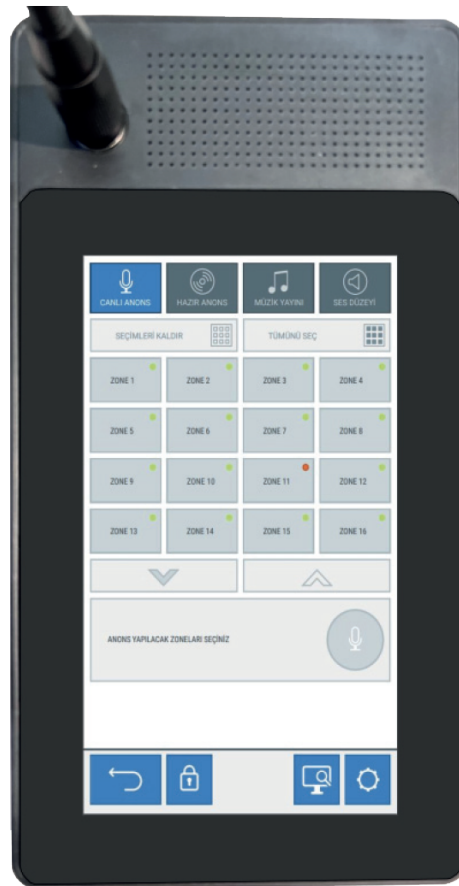 CANLI ANONS
HAZIR ANONS
MÜZİK YAYINI
SES DÜZEYİ
SEÇİMLERİ KALDIR
TÜMÜNÜ SEÇ
ZONE 1
ZONE 2
ZONE 3
ZONE 4
ZONE 5
ZONE 6
ZONE 7
ZONE 8
ZONE 9
ZONE 10
ZONE 11
ZONE 12
ZONE 13
ZONE 14
ZONE 15
ZONE 16
ANONS YAPILACAK ZONELARI SEÇİNİZ